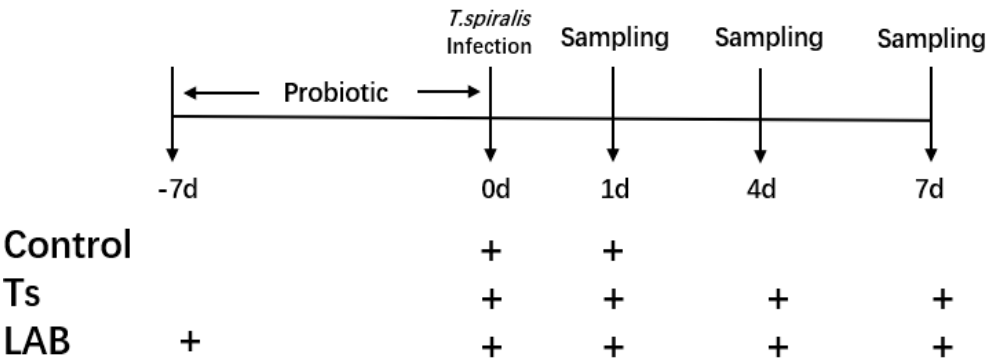 T.spiralis
Infection
Sampling
Sampling
Sampling
Probiotic
-7d
0d
1d
4d
7d
Control + +
Ts + + + +
LAB + + + + +